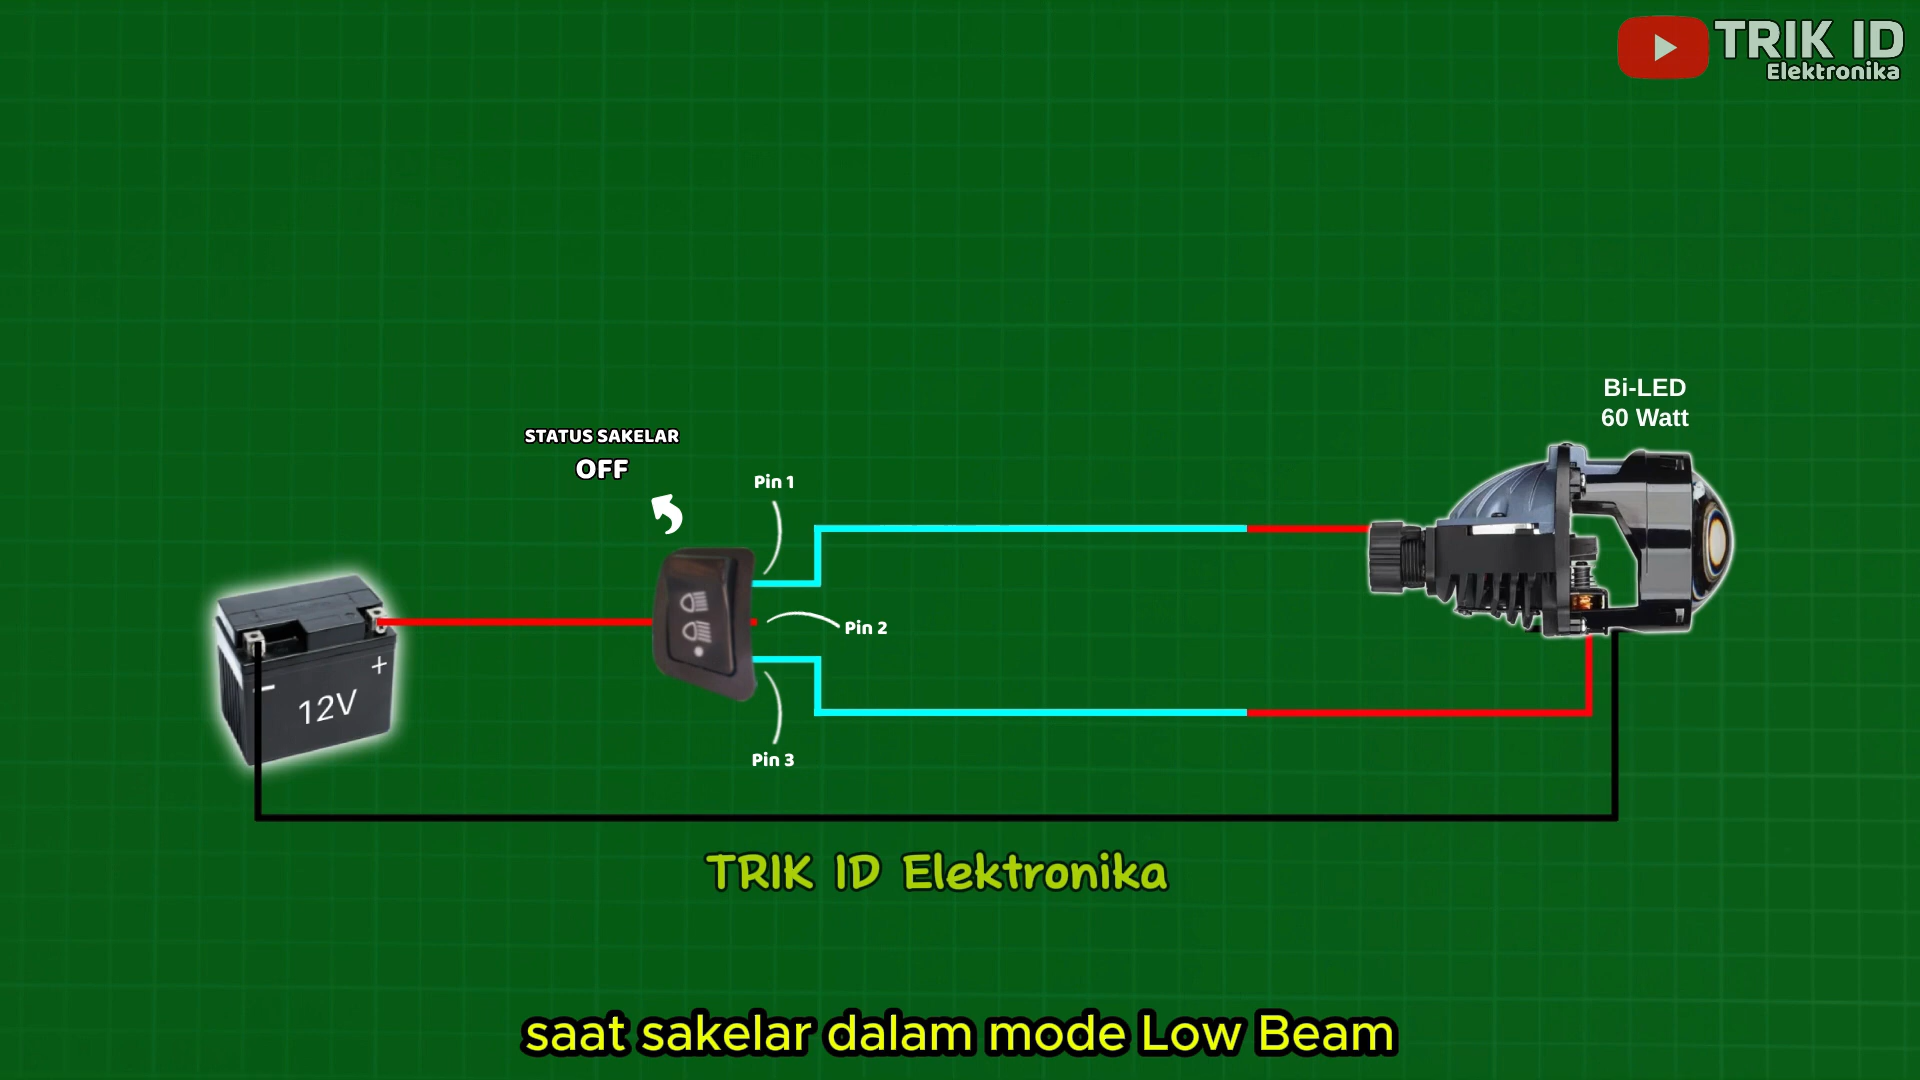 TRIK ID
Elektronika
Bi-LED
60 Watt
STATUS SAKELAR
OFF
Pin 1
Pin 2
Pin 3
+
-
12V
TRIK ID Elektronika
saat sakelar dalam mode Low Beam